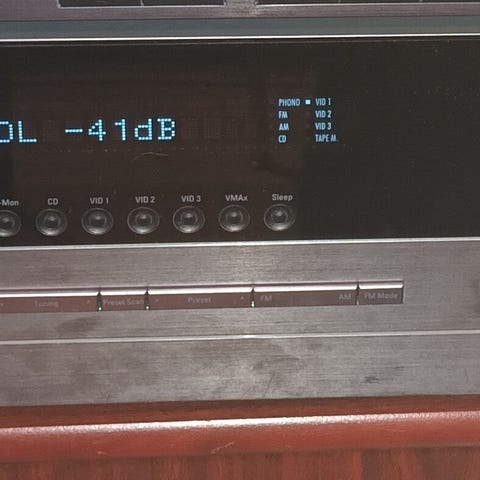 OL -41dB
PHONO VID 1
FM VID 2
AM VID 3
CD TAPE M.
-Mon CD VID 1 VID 2 VID 3 VMAx Sleep
Tuning Preset Scan Preset FM AM FM Mode